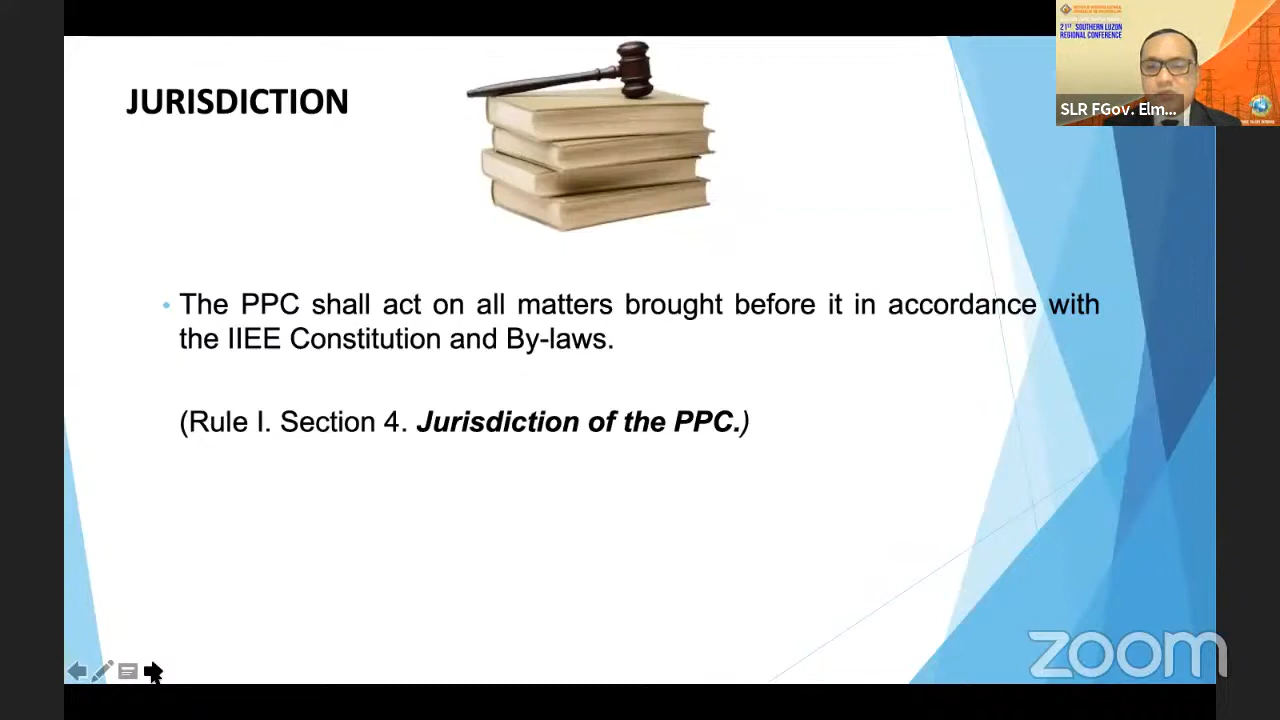 JURISDICTION
21ST SOUTHERN LUZON
REGIONAL CONFERENCE
SLR FGov. Elm...
• The PPC shall act on all matters brought before it in accordance with
the IIEE Constitution and By-laws.
(Rule I. Section 4. Jurisdiction of the PPC.)
zoom